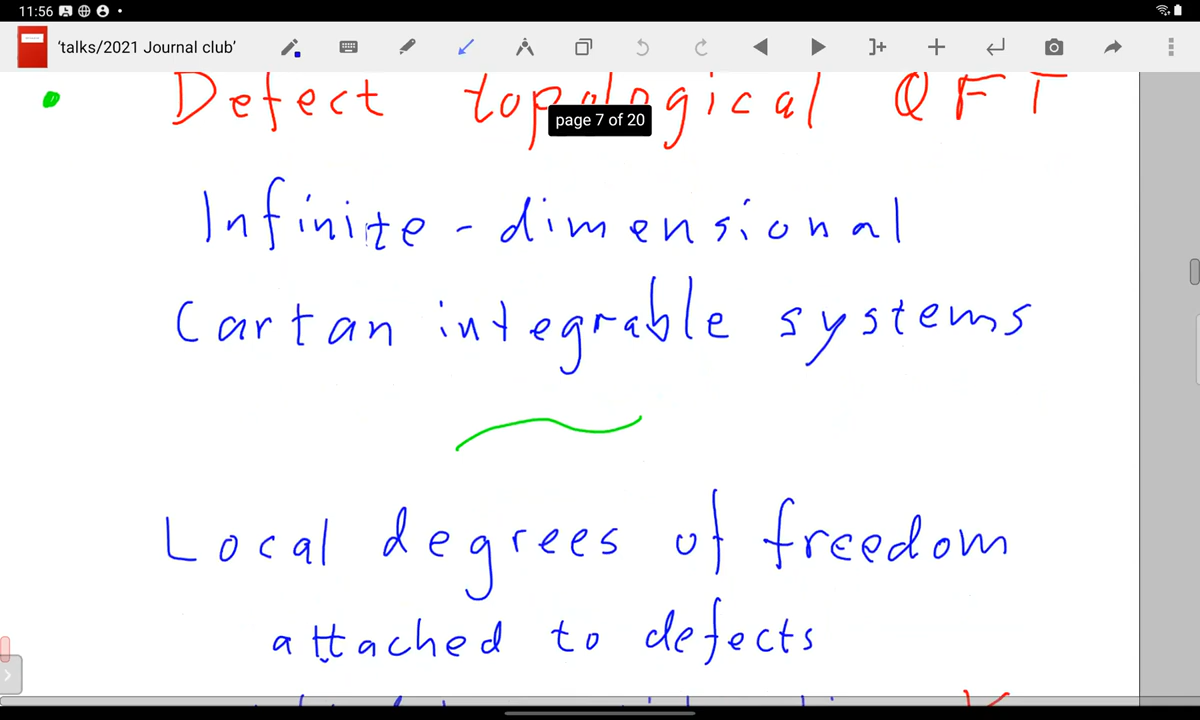 11:56
'talks/2021 Journal club'
Defect topological QFT
page 7 of 20
Infinite-dimensional
Cartan integrable systems
Local degrees of freedom
attached to defects